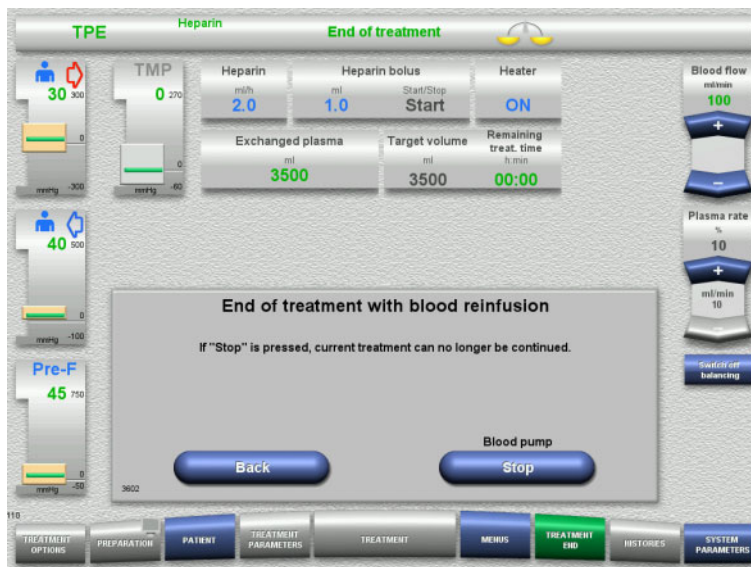 TPE
Heparin
End of treatment
30 300
0
-300
mmHg
TMP
0 270
0
-60
mmHg
Heparin
ml/h
2.0
Heparin bolus
ml
1.0
Start/Stop
Start
Heater
ON
Exchanged plasma
ml
3500
Target volume
ml
3500
Remaining
treat. time
h:min
00:00
Blood flow
ml/min
100
+
−
40 500
0
-100
mmHg
Plasma rate
%
10
+
ml/min
10
−
Switch off
balancing
Pre-F
45 750
0
-50
mmHg
End of treatment with blood reinfusion
If "Stop" is pressed, current treatment can no longer be continued.
Blood pump
Back
Stop
3602
110
TREATMENT
OPTIONS
PREPARATION
PATIENT
TREATMENT
PARAMETERS
TREATMENT
MENUS
TREATMENT
END
HISTORIES
SYSTEM
PARAMETERS